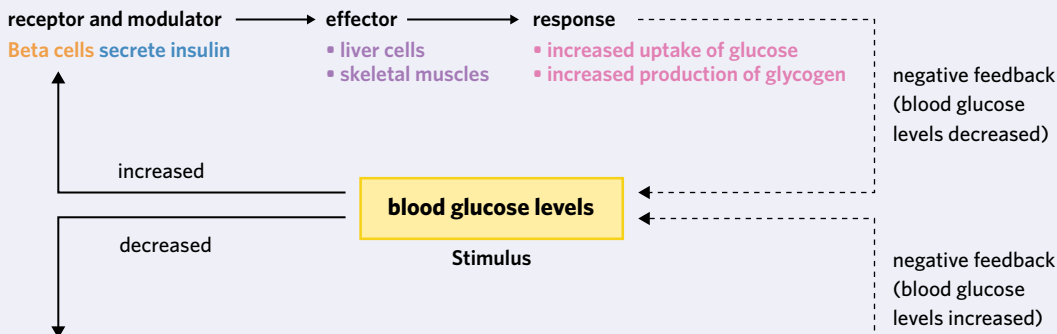 receptor and modulator
effector
response
Beta cells secrete insulin
• liver cells
• skeletal muscles
• increased uptake of glucose
• increased production of glycogen
negative feedback
(blood glucose
levels decreased)
increased
blood glucose levels
decreased
Stimulus
negative feedback
(blood glucose
levels increased)